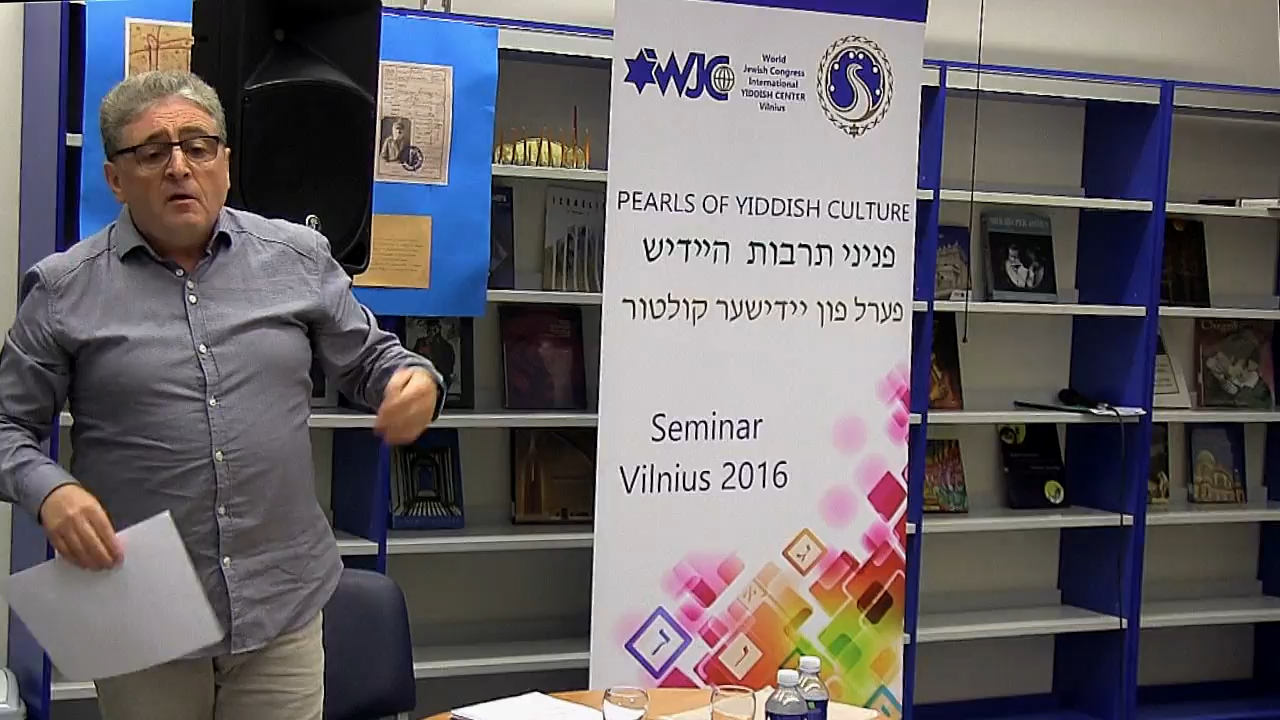 WJC
World
Jewish Congress
International
YIDDISH CENTER
Vilnius
PEARLS OF YIDDISH CULTURE
פניני תרבות היידיש
פערל פון יידישער קולטור
Seminar
Vilnius 2016
Chagall